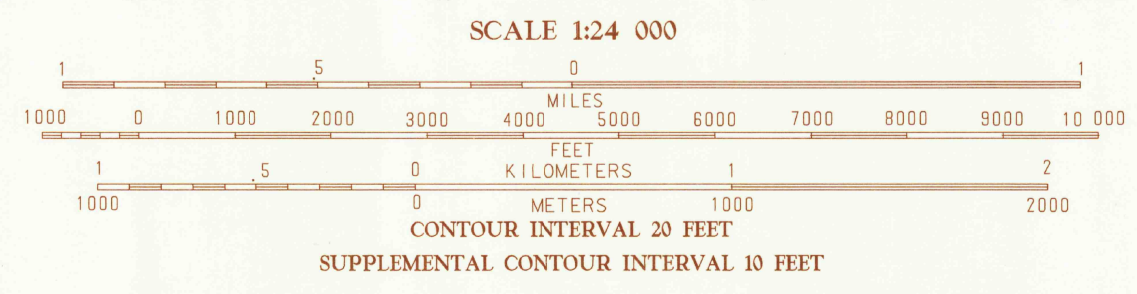 SCALE 1:24 000
1 .5 0 1
MILES
1000 0 1000 2000 3000 4000 5000 6000 7000 8000 9000 10 000
FEET
1 .5 0 KILOMETERS 1 2
1000 0 METERS 1000 2000
CONTOUR INTERVAL 20 FEET
SUPPLEMENTAL CONTOUR INTERVAL 10 FEET